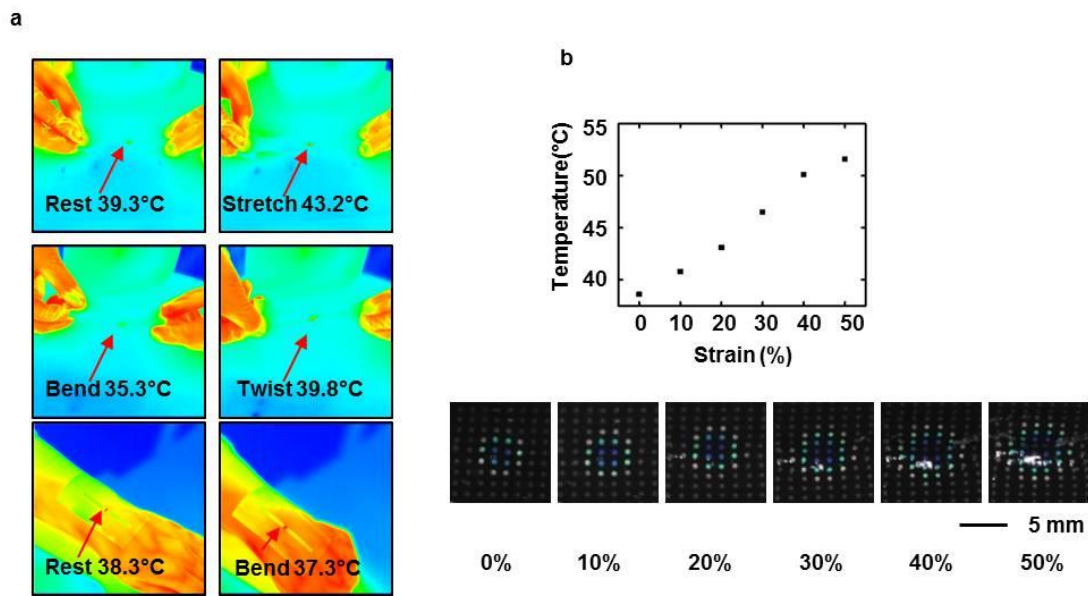 a
Rest 39.3°C
Stretch 43.2°C
Bend 35.3°C
Twist 39.8°C
Rest 38.3°C
Bend 37.3°C
b
Temperature(°C)
55
50
45
40
0 10 20 30 40 50
Strain (%)
5 mm
0% 10% 20% 30% 40% 50%